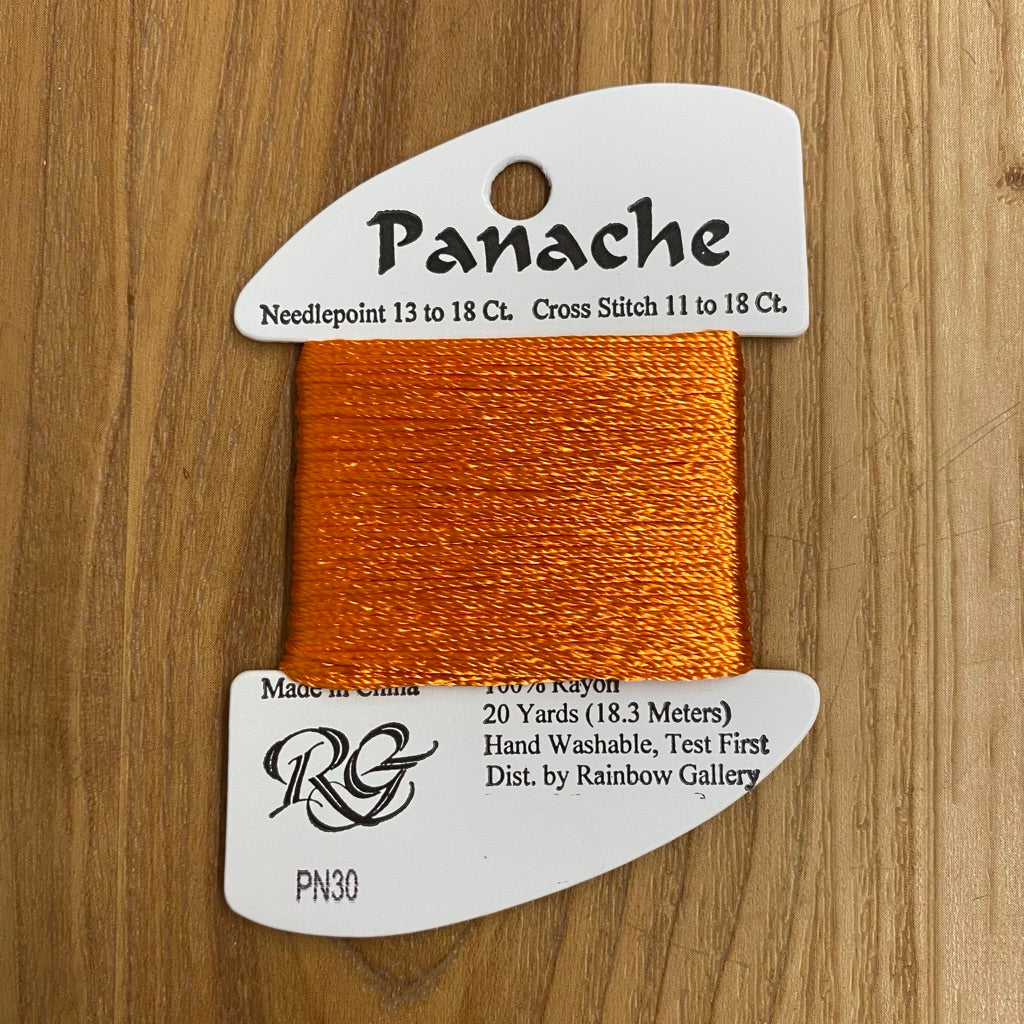 Panache
Needlepoint 13 to 18 Ct. Cross Stitch 11 to 18 Ct.
Made in China
100% Rayon
20 Yards (18.3 Meters)
Hand Washable, Test First
Dist. by Rainbow Gallery
RG
PN30